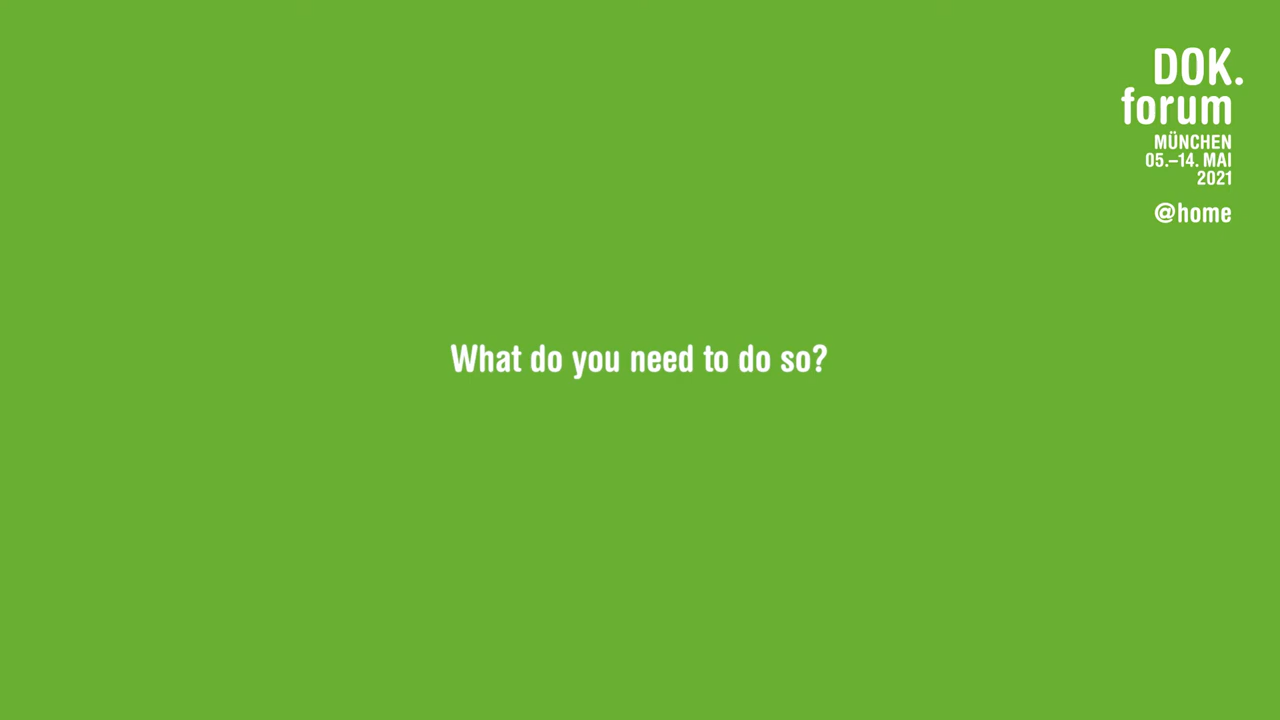 DOK.
forum
MÜNCHEN
05.–14. MAI
2021
@home
What do you need to do so?